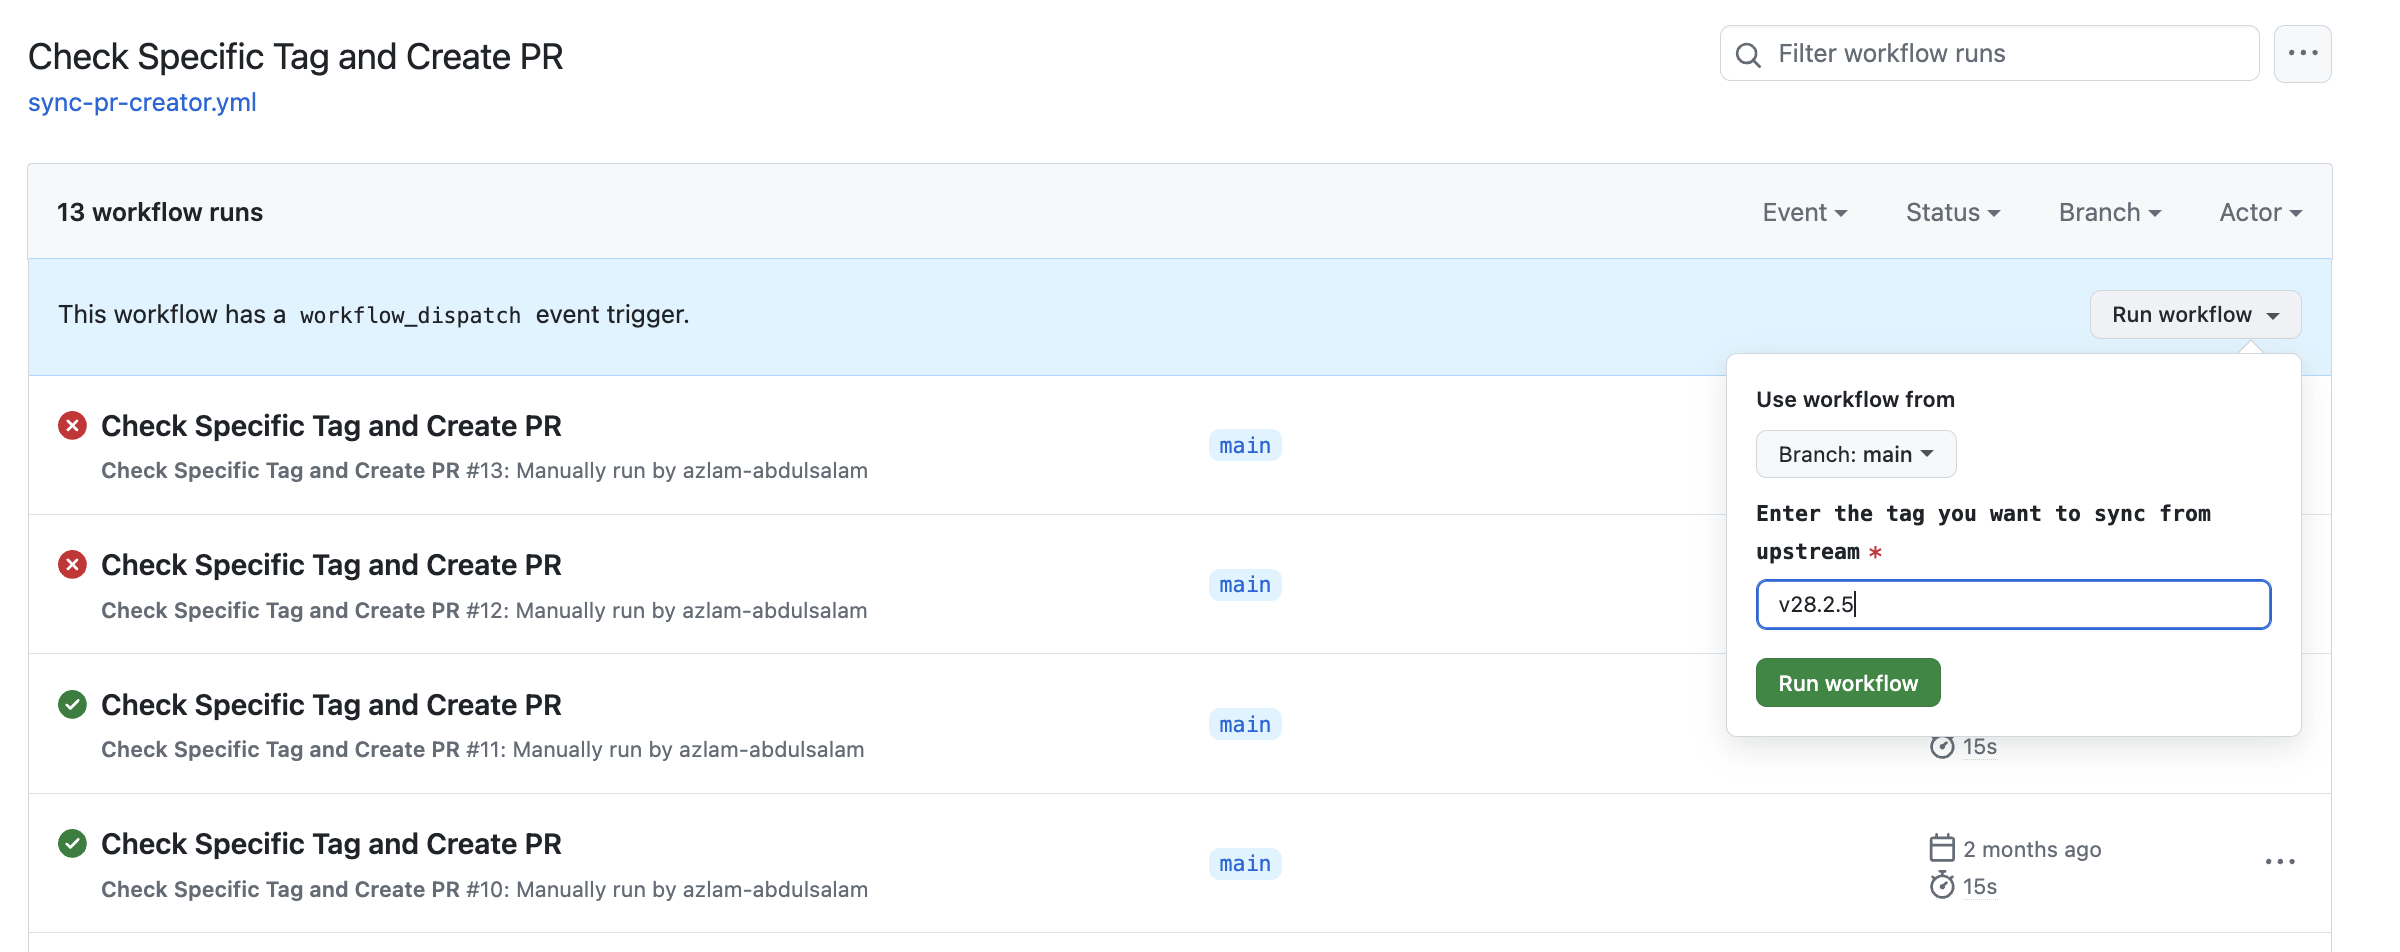 Check Specific Tag and Create PR
sync-pr-creator.yml
Filter workflow runs
13 workflow runs
Event
Status
Branch
Actor
This workflow has a workflow_dispatch event trigger.
Run workflow
Use workflow from
Branch: main
Enter the tag you want to sync from
upstream *
v28.2.5
Run workflow
Check Specific Tag and Create PR
Check Specific Tag and Create PR #13: Manually run by azlam-abdulsalam
main
Check Specific Tag and Create PR
Check Specific Tag and Create PR #12: Manually run by azlam-abdulsalam
main
Check Specific Tag and Create PR
Check Specific Tag and Create PR #11: Manually run by azlam-abdulsalam
main
15s
Check Specific Tag and Create PR
Check Specific Tag and Create PR #10: Manually run by azlam-abdulsalam
main
2 months ago
15s